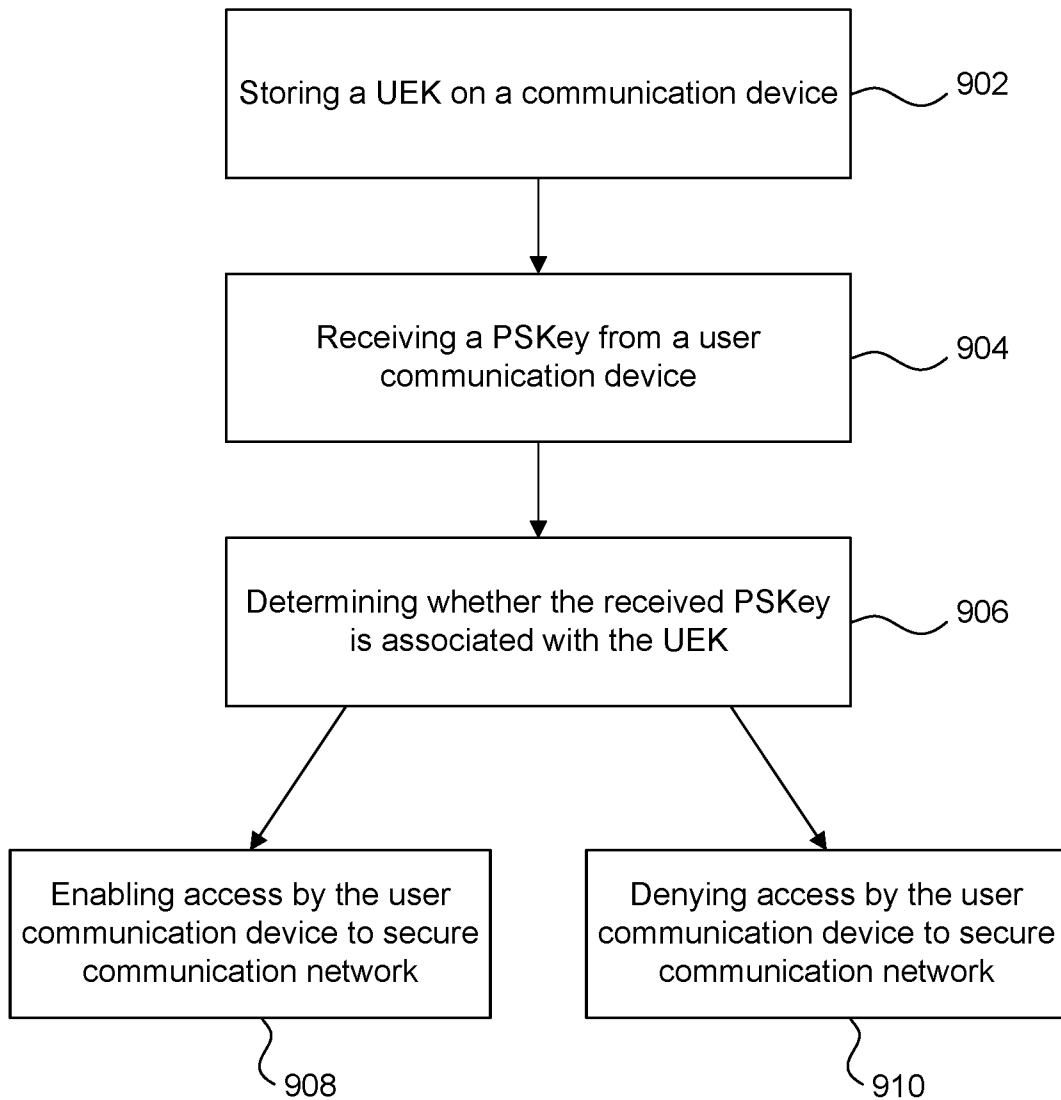 Storing a UEK on a communication device
902
Receiving a PSKey from a user
communication device
904
Determining whether the received PSKey
is associated with the UEK
906
Enabling access by the user
communication device to secure
communication network
908
Denying access by the user
communication device to secure
communication network
910